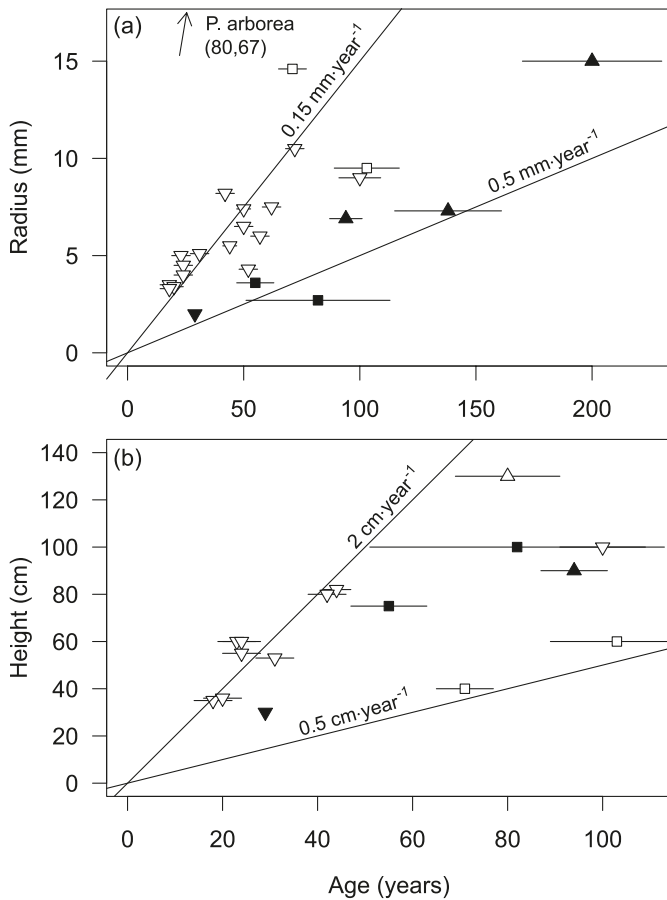 (a)
P. arborea
(80,67)
0.15 mm·year⁻¹
0.5 mm·year⁻¹
Radius (mm)
15
10
5
0
0 50 100 150 200
(b)
2 cm·year⁻¹
0.5 cm·year⁻¹
Height (cm)
140
120
100
80
60
40
20
0
0 20 40 60 80 100
Age (years)